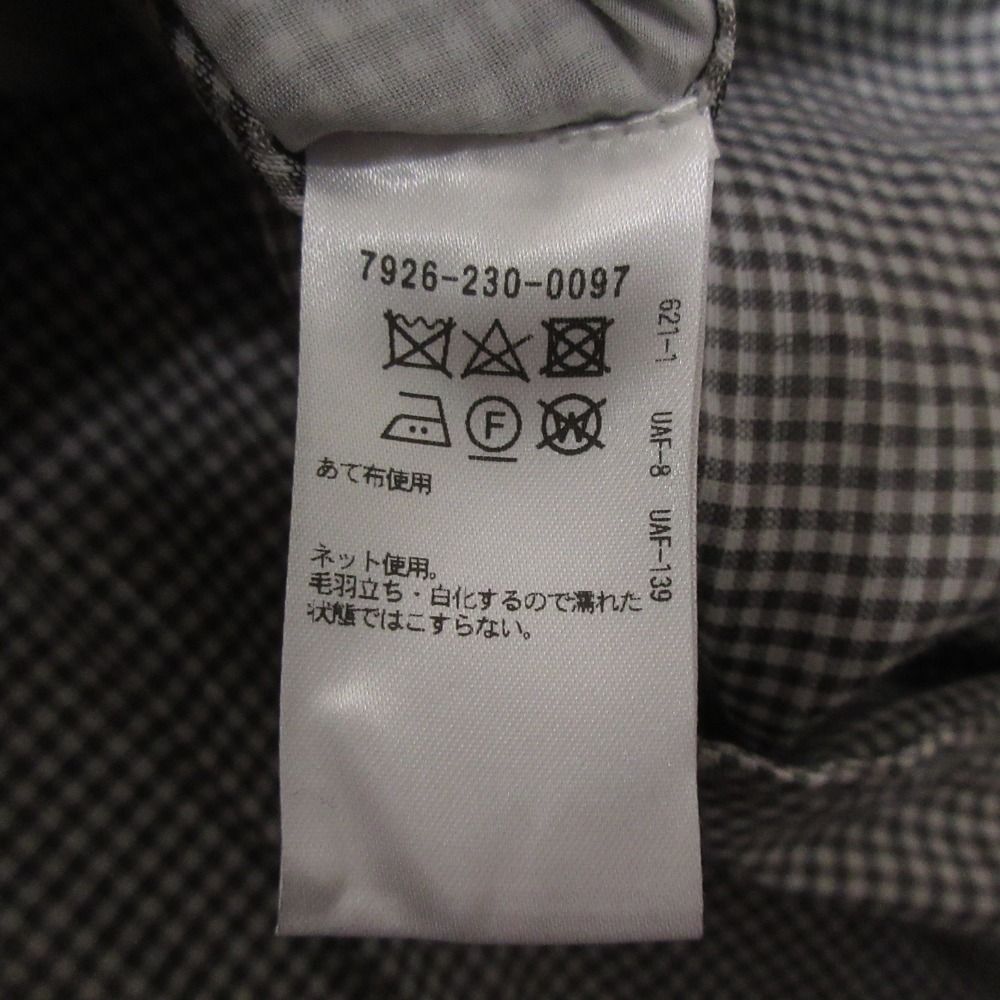 7926-230-0097
F W
あて布使用
ネット使用。
毛羽立ち・白化するので濡れた
状態ではこすらない。
621-1 UAF-8 UAF-139